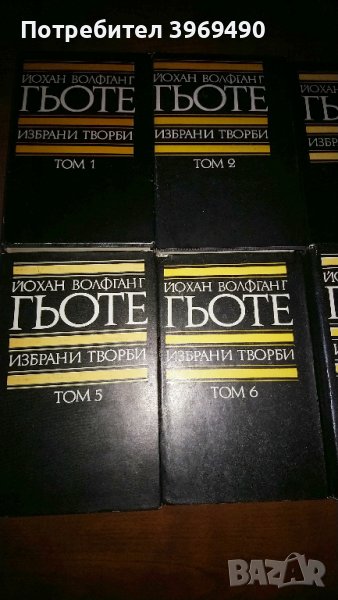 Потребител 3969490
ЙОХАН ВОЛФГАНГ
ГЬОТЕ
ИЗБРАНИ ТВОРБИ
ТОМ 1
ЙОХАН ВОЛФГАНГ
ГЬОТЕ
ИЗБРАНИ ТВОРБИ
ТОМ 2
ЙОХАН ВОЛФГАНГ
ГЬОТЕ
ИЗБРАНИ ТВОРБИ
ТОМ 5
ЙОХАН ВОЛФГАНГ
ГЬОТЕ
ИЗБРАНИ ТВОРБИ
ТОМ 6
BAZAR